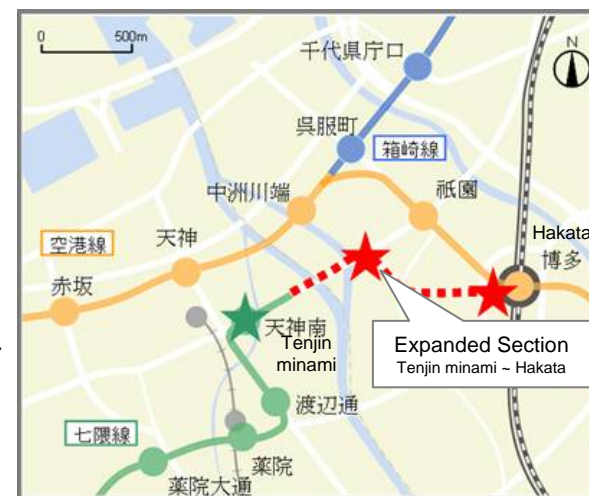 0 500m
N
千代県庁口
呉服町
箱崎線
中洲川端
祇園
天神
空港線
Hakata
博多
赤坂
天神南
Tenjin
minami
Expanded Section
Tenjin minami ~ Hakata
渡辺通
七隈線
薬院
薬院大通